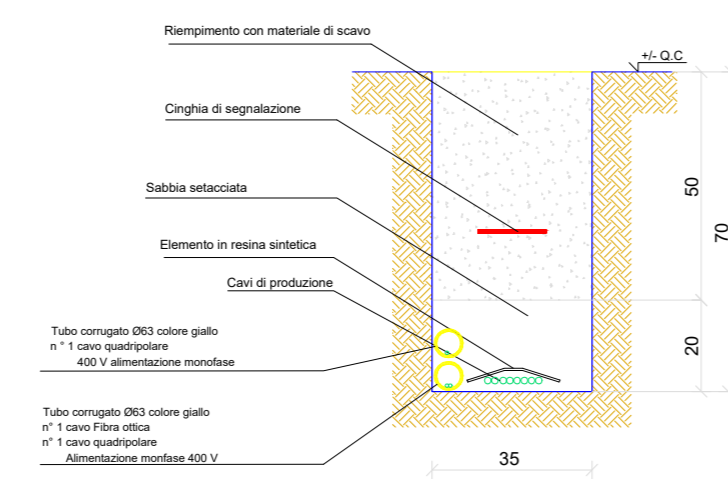 Riempimento con materiale di scavo
+/- Q.C
Cinghia di segnalazione
50
Sabbia setacciata
70
Elemento in resina sintetica
Cavi di produzione
Tubo corrugato Ø63 colore giallo
n ° 1 cavo quadripolare
400 V alimentazione monofase
20
Tubo corrugato Ø63 colore giallo
n° 1 cavo Fibra ottica
n° 1 cavo quadripolare
Alimentazione monfase 400 V
35